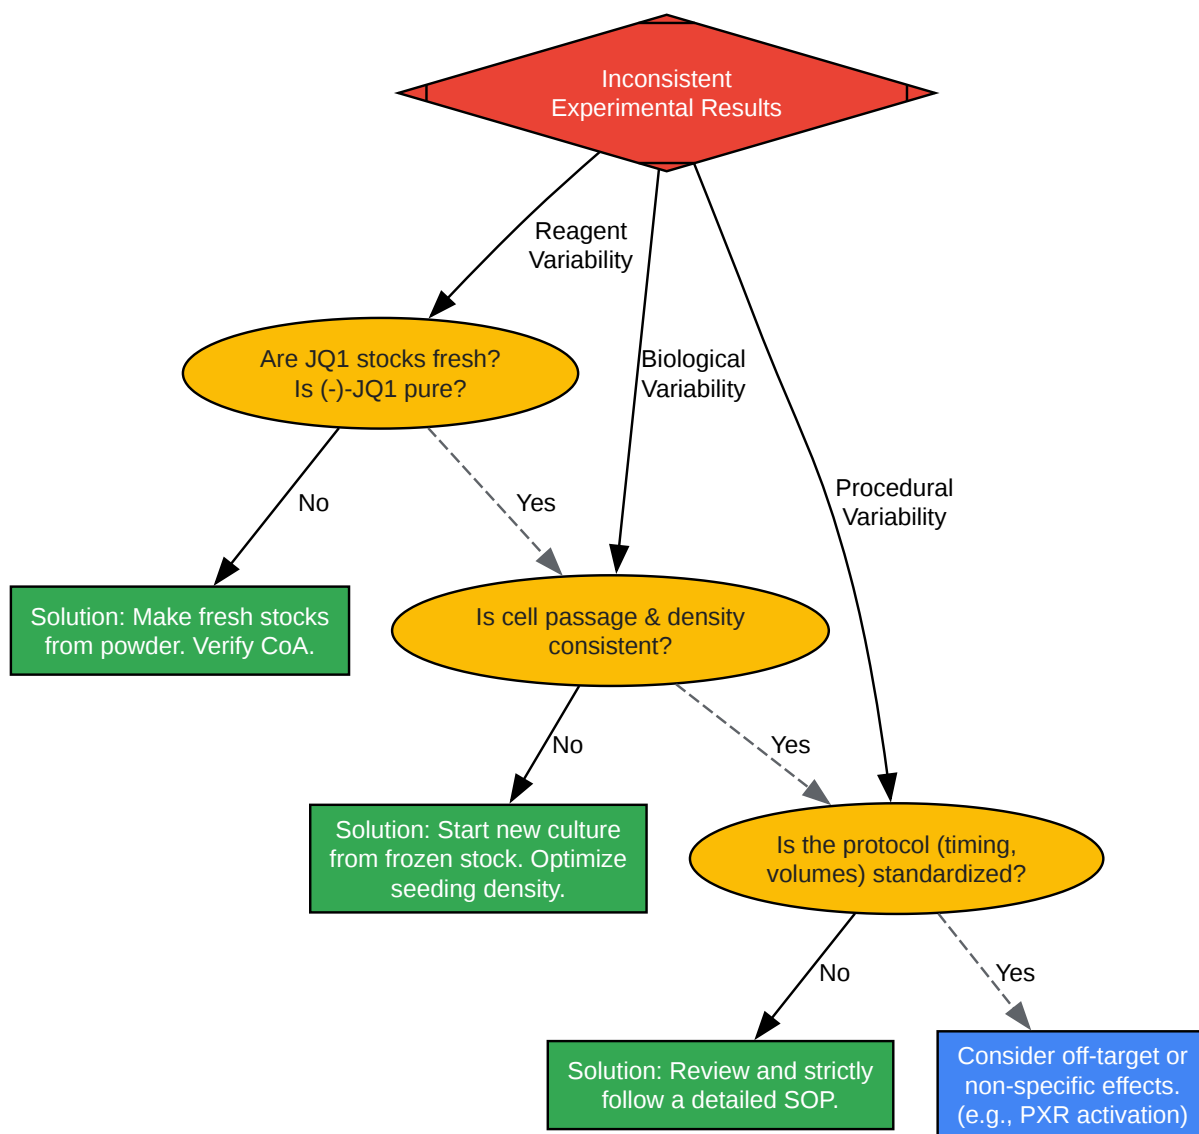 Inconsistent
Experimental Results
Reagent
Variability
Biological
Variability
Procedural
Variability
Are JQ1 stocks fresh?
Is (-)-JQ1 pure?
No
Yes
Solution: Make fresh stocks
from powder. Verify CoA.
Is cell passage & density
consistent?
No
Yes
Solution: Start new culture
from frozen stock. Optimize
seeding density.
Is the protocol (timing,
volumes) standardized?
No
Yes
Solution: Review and strictly
follow a detailed SOP.
Consider off-target or
non-specific effects.
(e.g., PXR activation)